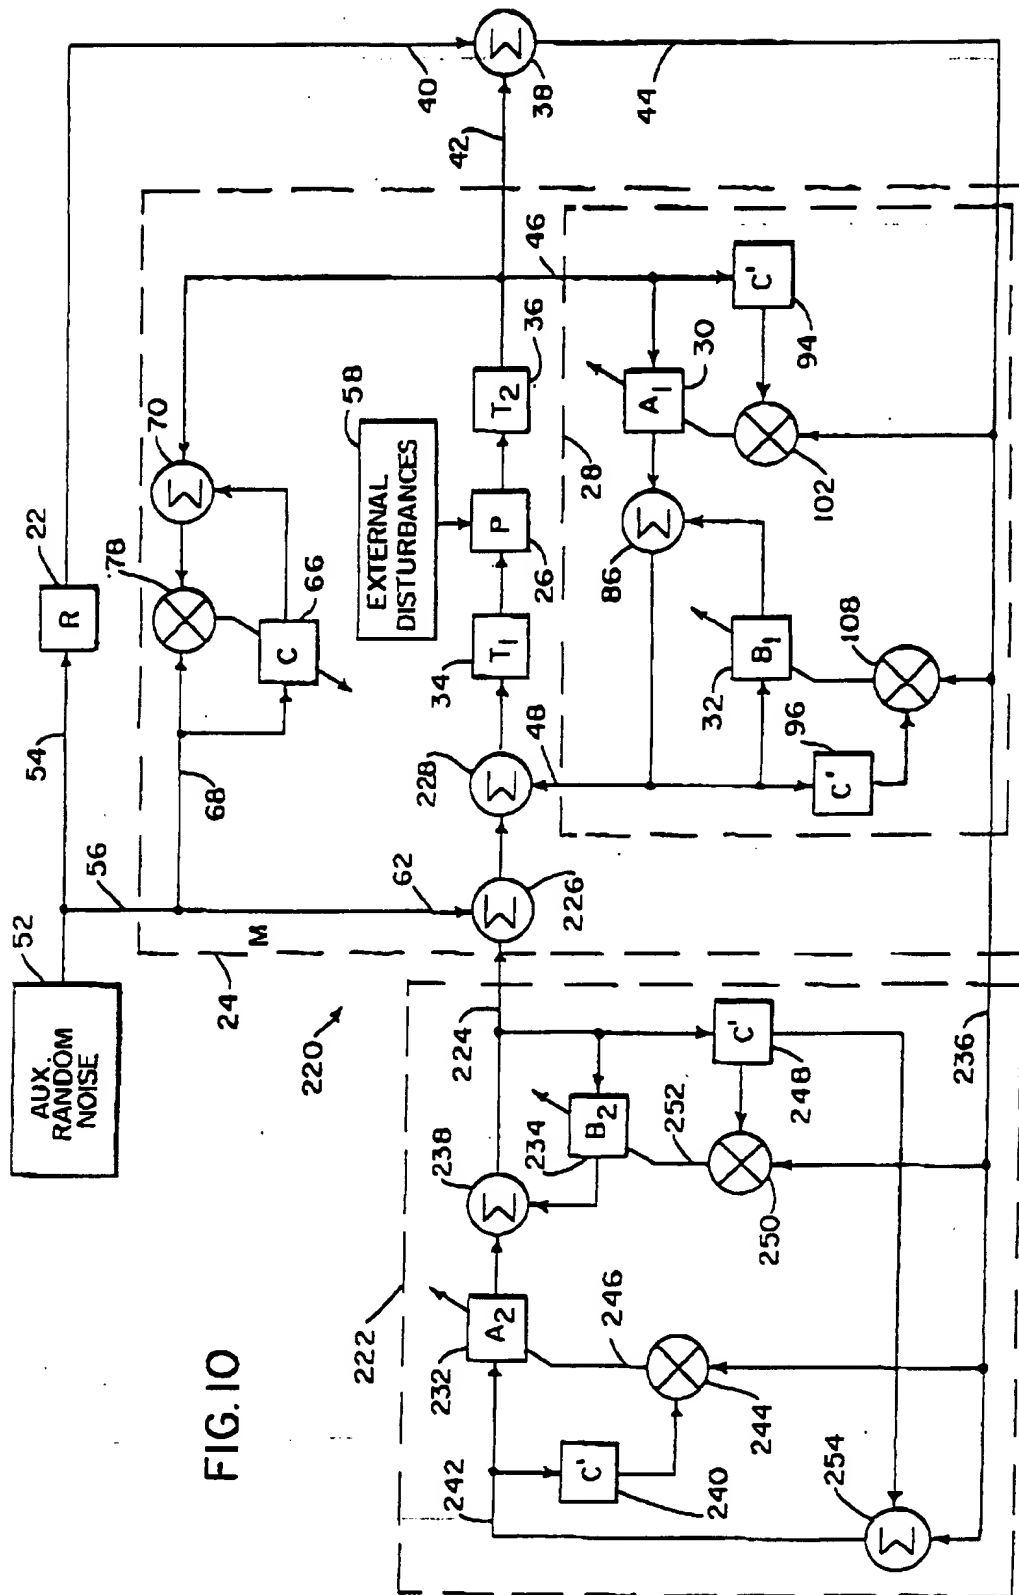 FIG. 10
AUX.
RANDOM
NOISE
52
54
R
22
40
56
68
78
70
C
66
24
M
62
EXTERNAL
DISTURBANCES
58
Σ
226
Σ
228
T1
34
P
26
T2
36
42
Σ
38
44
46
48
28
A1
30
Σ
86
B1
32
C'
94
C'
96
102
108
220
222
224
Σ
238
A2
232
B2
234
C'
248
252
250
246
244
242
C'
240
Σ
254
236
Σ